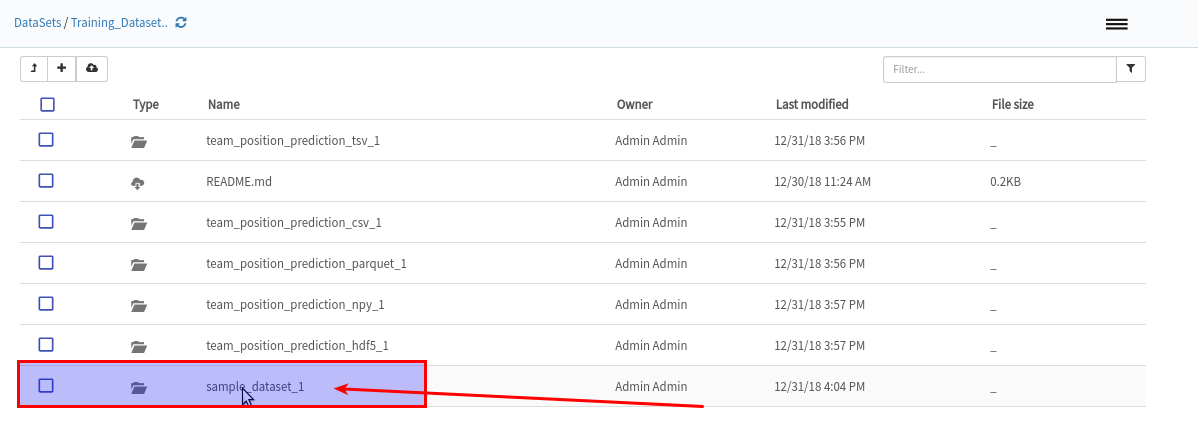 DataSets / Training_Dataset..
Filter...
Type Name Owner Last modified File size
team_position_prediction_tsv_1 Admin Admin 12/31/18 3:56 PM _
README.md Admin Admin 12/30/18 11:24 AM 0.2KB
team_position_prediction_csv_1 Admin Admin 12/31/18 3:55 PM _
team_position_prediction_parquet_1 Admin Admin 12/31/18 3:56 PM _
team_position_prediction_npy_1 Admin Admin 12/31/18 3:57 PM _
team_position_prediction_hdf5_1 Admin Admin 12/31/18 3:57 PM _
sample_dataset_1 Admin Admin 12/31/18 4:04 PM _